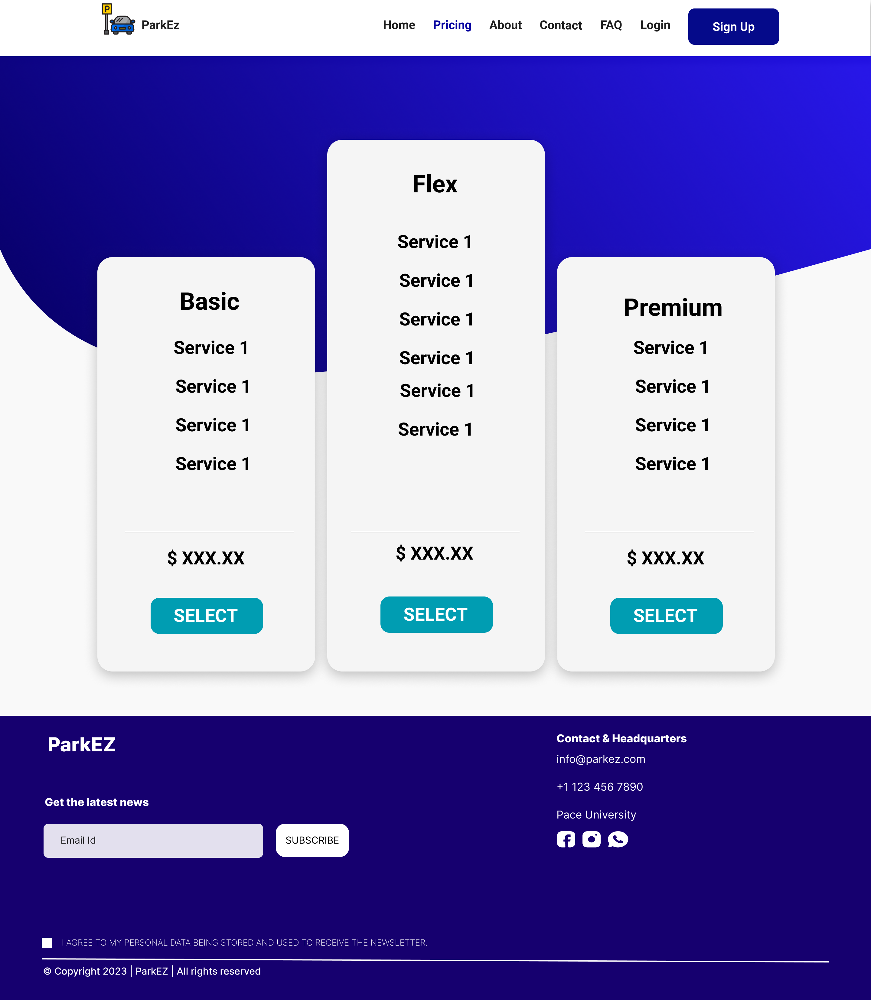 P
ParkEz
Home Pricing About Contact FAQ Login Sign Up
Flex
Service 1
Service 1
Service 1
Service 1
Service 1
Service 1
$ XXX.XX
SELECT
Basic
Service 1
Service 1
Service 1
Service 1
$ XXX.XX
SELECT
Premium
Service 1
Service 1
Service 1
Service 1
$ XXX.XX
SELECT
ParkEZ
Get the latest news
Email Id
SUBSCRIBE
Contact & Headquarters
info@parkez.com
+1 123 456 7890
Pace University
I AGREE TO MY PERSONAL DATA BEING STORED AND USED TO RECEIVE THE NEWSLETTER.
© Copyright 2023 | ParkEZ | All rights reserved